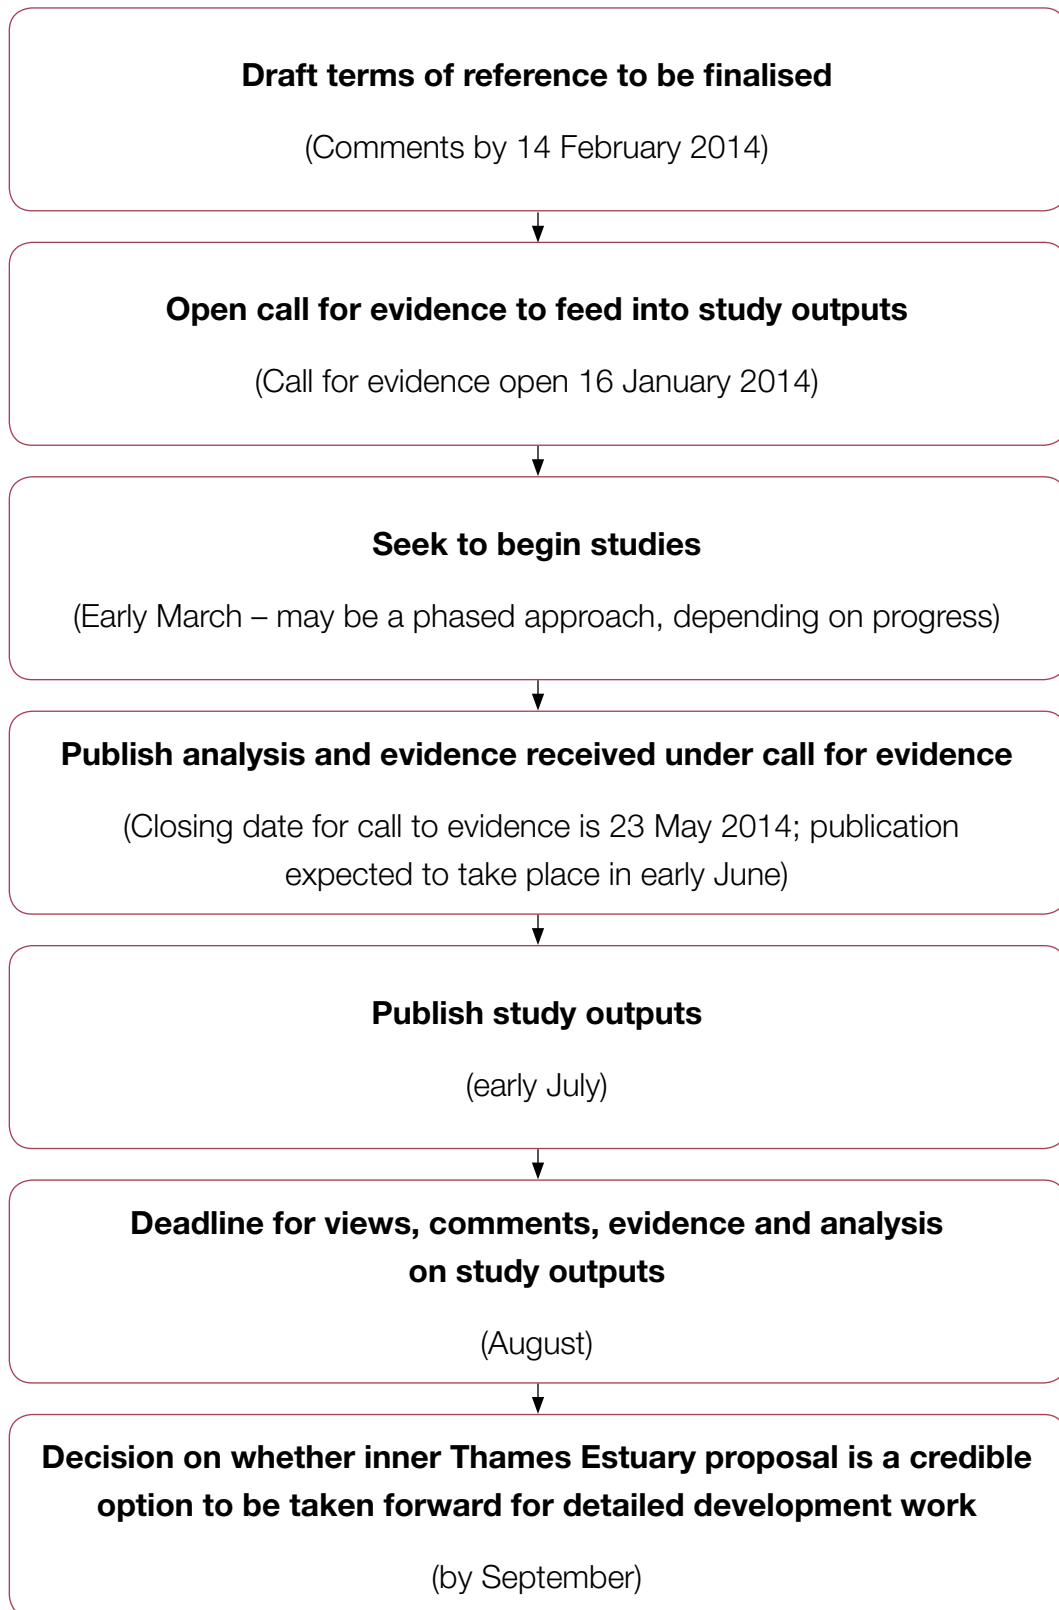 Draft terms of reference to be finalised
(Comments by 14 February 2014)
Open call for evidence to feed into study outputs
(Call for evidence open 16 January 2014)
Seek to begin studies
(Early March – may be a phased approach, depending on progress)
Publish analysis and evidence received under call for evidence
(Closing date for call to evidence is 23 May 2014; publication
expected to take place in early June)
Publish study outputs
(early July)
Deadline for views, comments, evidence and analysis
on study outputs
(August)
Decision on whether inner Thames Estuary proposal is a credible
option to be taken forward for detailed development work
(by September)